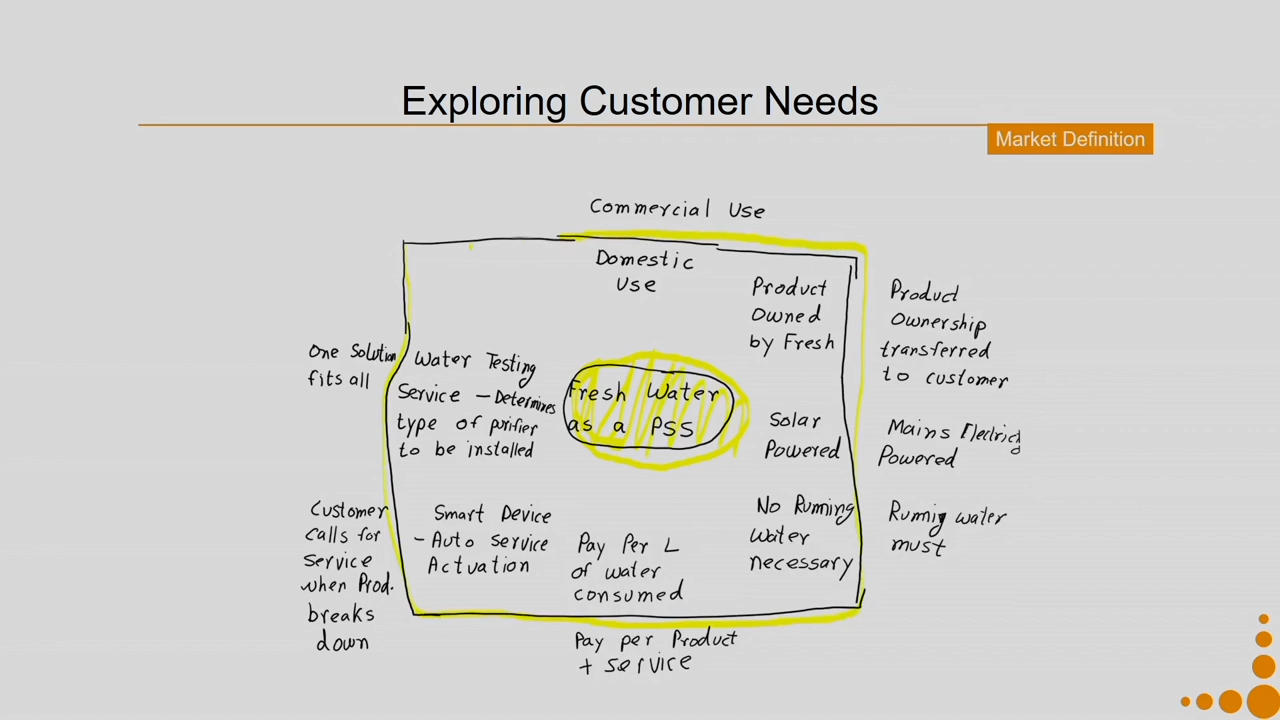 Exploring Customer Needs
Market Definition
Commercial Use
Domestic
Use
Product
Owned
by Fresh
Product
Ownership
transferred
to customer
One Solution
fits all
Water Testing
Service - Determines
type of purifier
to be installed
Fresh Water
as a PSS
Solar
Powered
Mains
Powered
Customer
calls for
Service
when Prod.
breaks
down
Smart Device
- Auto service
Actuation
Pay Per L
of water
consumed
No Running
water
necessary
water
must
Pay per Product
+ service